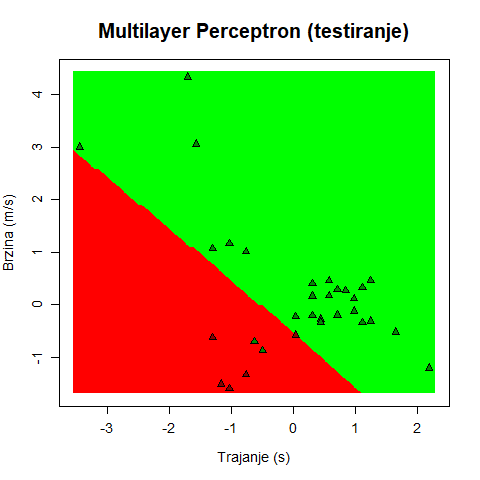 Multilayer Perceptron (testiranje)
4
3
2
1
0
-1
Brzina (m/s)
-3 -2 -1 0 1 2
Trajanje (s)